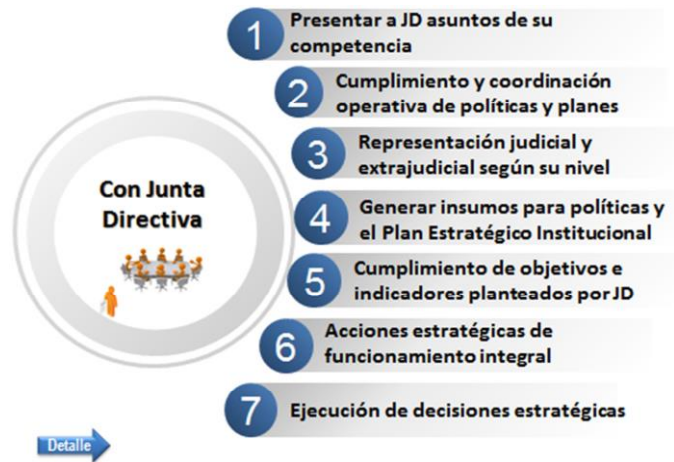 1
Presentar a JD asuntos de su
competencia
2
Cumplimiento y coordinación
operativa de políticas y planes
3
Representación judicial y
extrajudicial según su nivel
Con Junta
Directiva
4
Generar insumos para políticas y
el Plan Estratégico Institucional
5
Cumplimiento de objetivos e
indicadores planteados por JD
6
Acciones estratégicas de
funcionamiento integral
7
Ejecución de decisiones estratégicas
Detalle